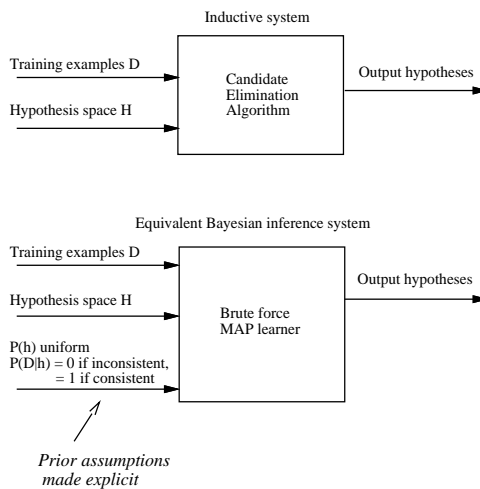 Inductive system
Training examples D
Hypothesis space H
Candidate
Elimination
Algorithm
Output hypotheses
Equivalent Bayesian inference system
Training examples D
Hypothesis space H
P(h) uniform
P(D|h) = 0 if inconsistent,
= 1 if consistent
Brute force
MAP learner
Output hypotheses
Prior assumptions
made explicit